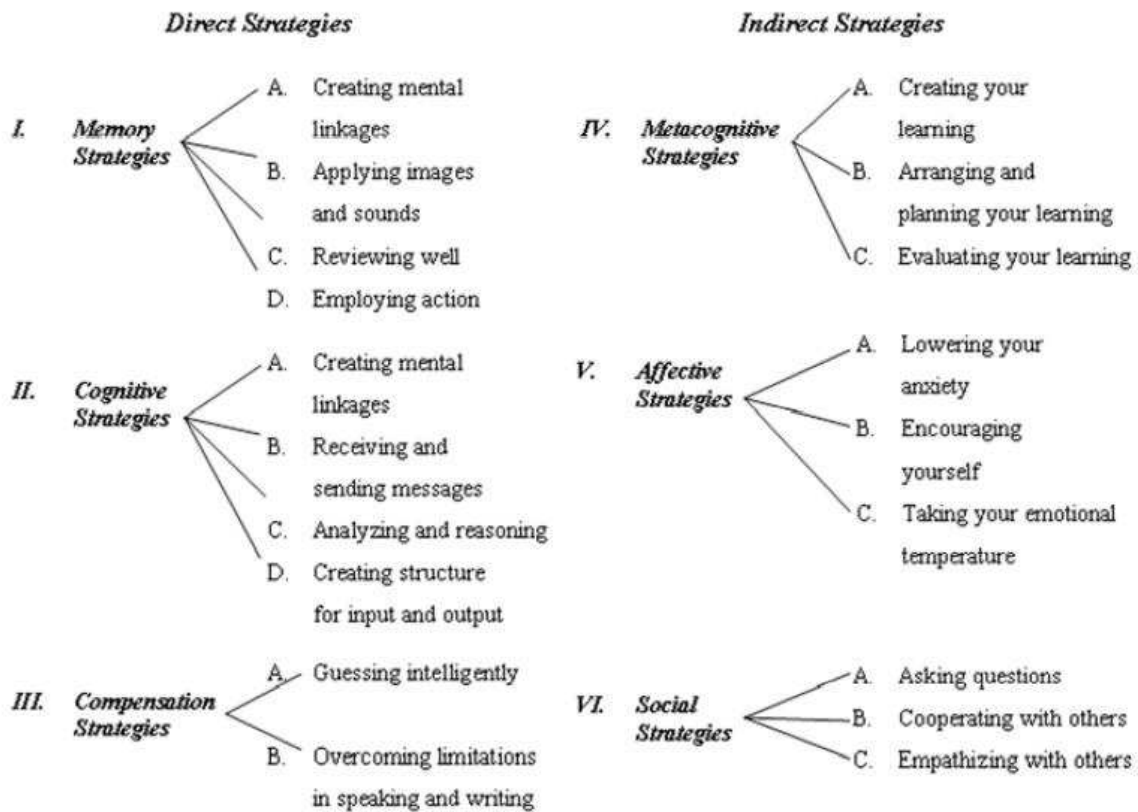 Direct Strategies
I. Memory
Strategies
A. Creating mental
linkages
B. Applying images
and sounds
C. Reviewing well
D. Employing action
II. Cognitive
Strategies
A. Creating mental
linkages
B. Receiving and
sending messages
C. Analyzing and reasoning
D. Creating structure
for input and output
III. Compensation
Strategies
A. Guessing intelligently
B. Overcoming limitations
in speaking and writing
Indirect Strategies
IV. Metacognitive
Strategies
A. Creating your
learning
B. Arranging and
planning your learning
C. Evaluating your learning
V. Affective
Strategies
A. Lowering your
anxiety
B. Encouraging
yourself
C. Taking your emotional
temperature
VI. Social
Strategies
A. Asking questions
B. Cooperating with others
C. Empathizing with others